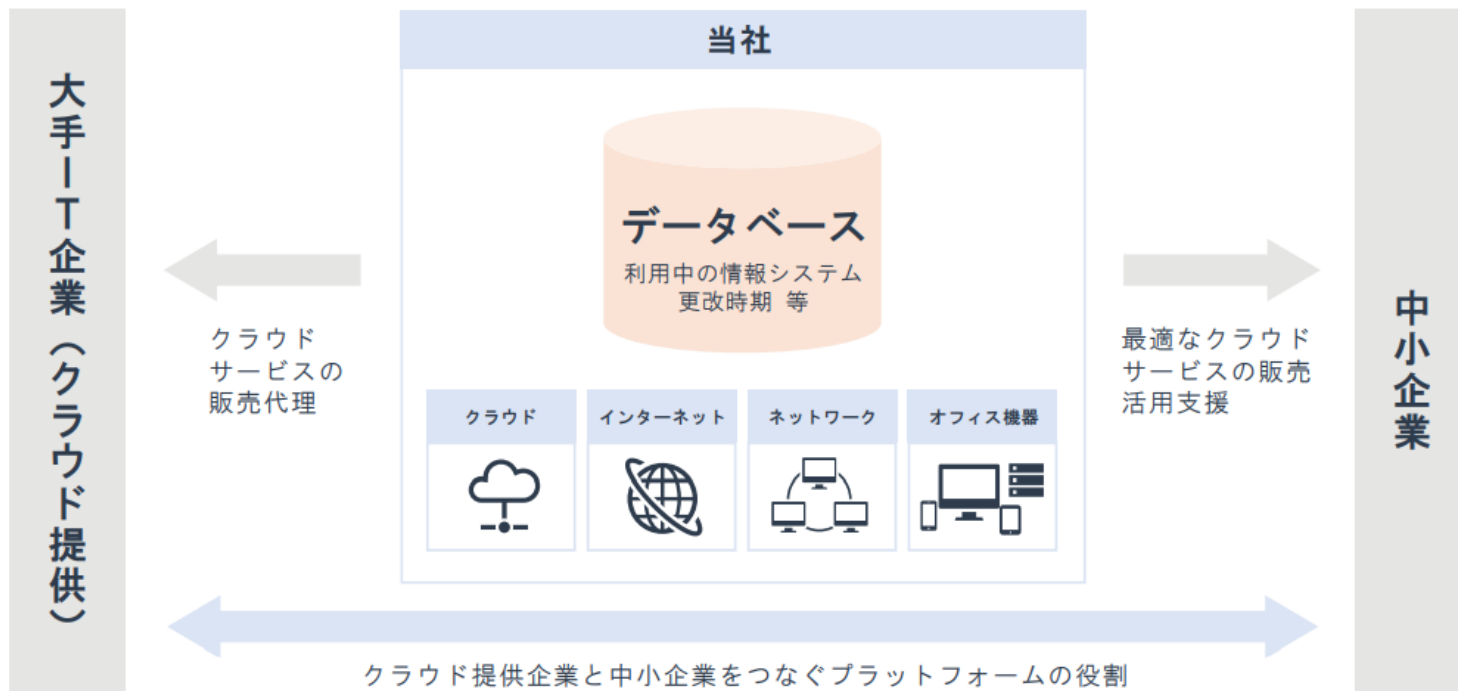 当社
大手IT企業（クラウド提供）
データベース
利用中の情報システム
更改時期 等
クラウド
サービスの
販売代理
最適なクラウド
サービスの販売
活用支援
中小企業
クラウド
インターネット
ネットワーク
オフィス機器
クラウド提供企業と中小企業をつなぐプラットフォームの役割